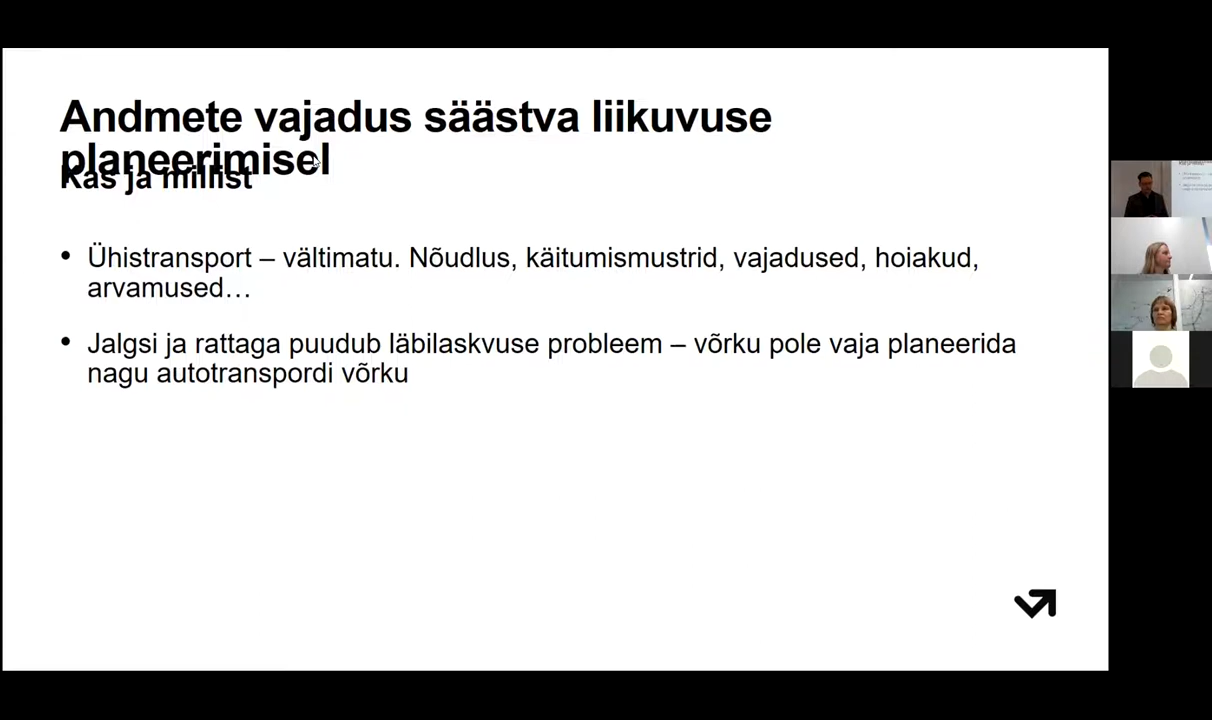 Andmete vajadus säästva liikuvuse
planeerimisel
Kas ja millist
• Ühistransport – vältimatu. Nõudlus, käitumismustrid, vajadused, hoiakud,
arvamused…
• Jalgsi ja rattaga puudub läbilaskvuse probleem – võrku pole vaja planeerida
nagu autotranspordi võrku